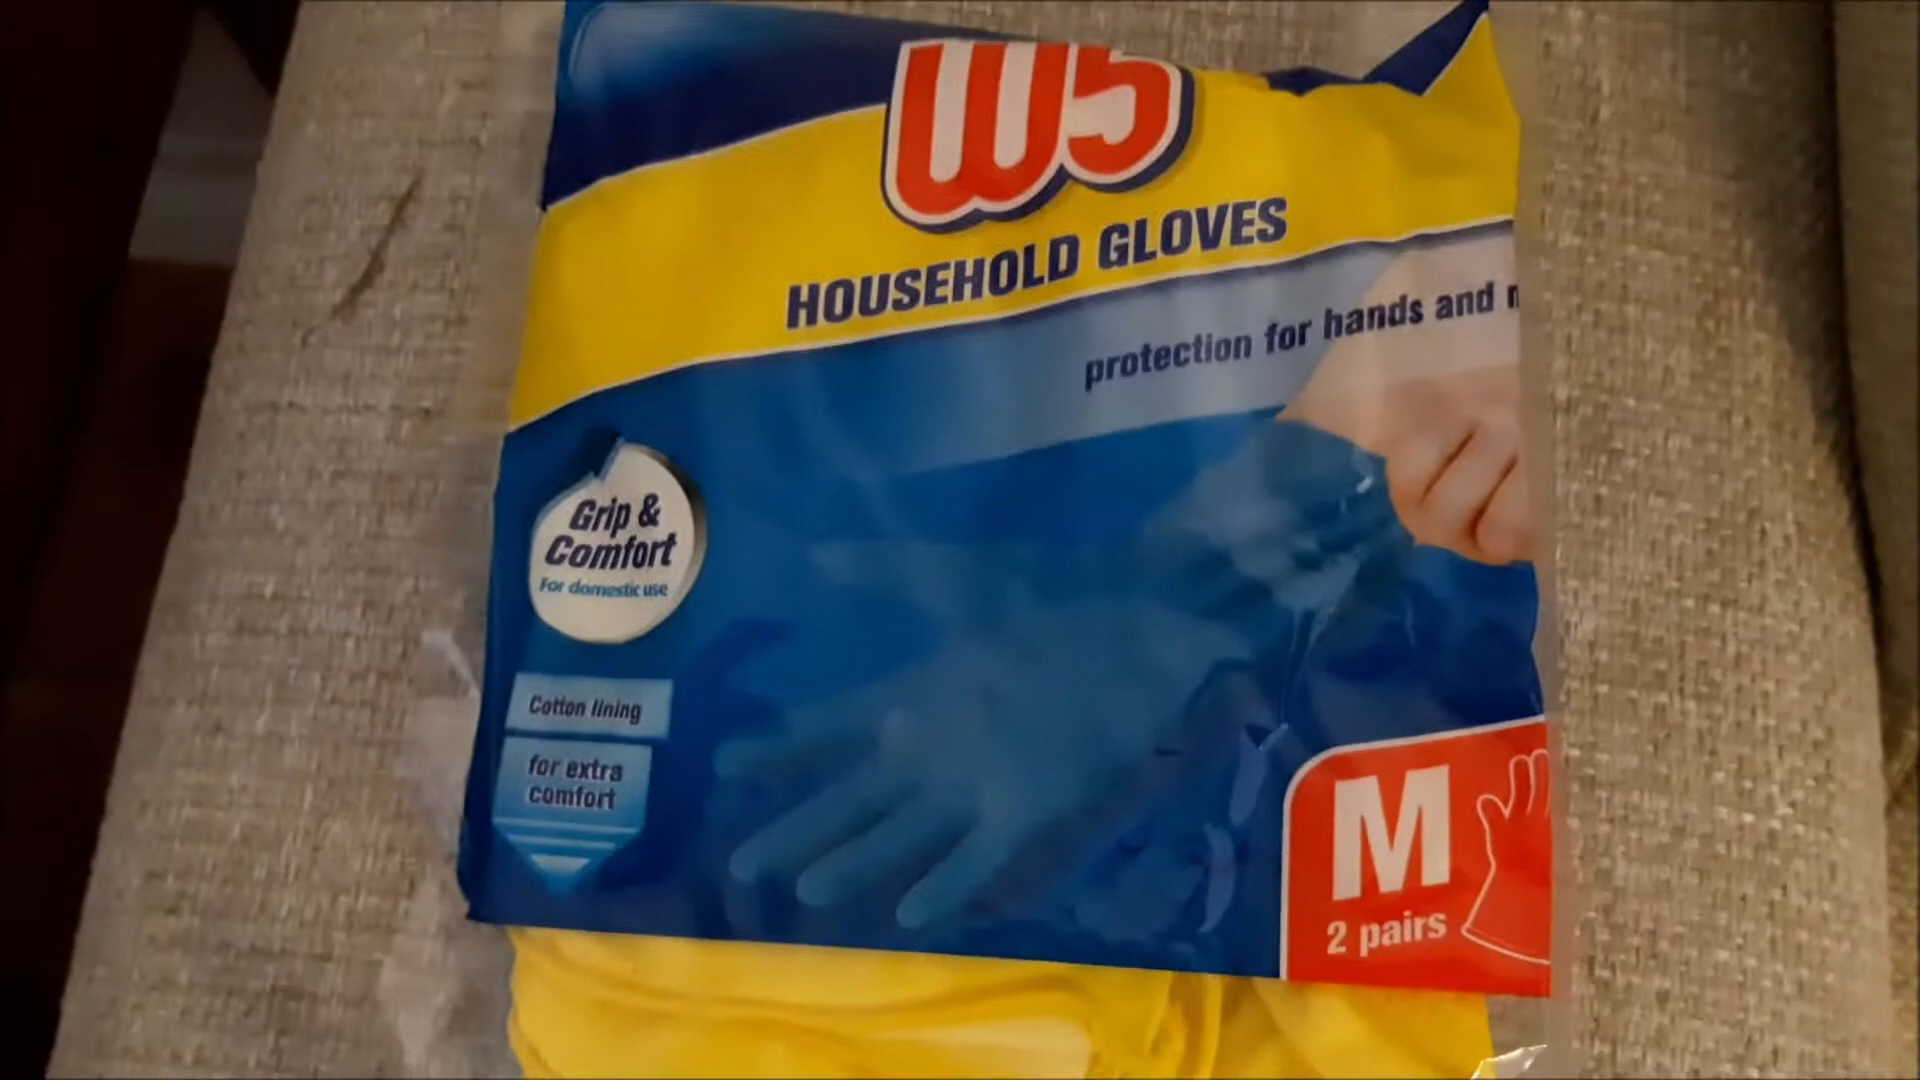 W5
HOUSEHOLD GLOVES
protection for hands and
Grip &
Comfort
For domestic use
Cotton lining
for extra
comfort
M
2 pairs